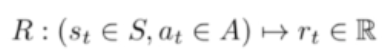 R : (s_t ∈ S, a_t ∈ A) ↦ r_t ∈ ℝ